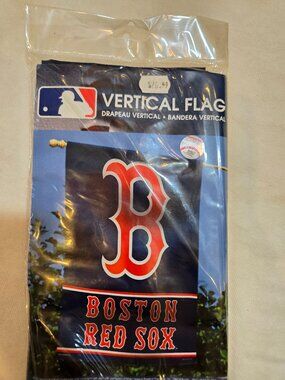 VERTICAL FLAG
DRAPEAU VERTICAL • BANDERA VERTICAL
B
BOSTON
RED SOX